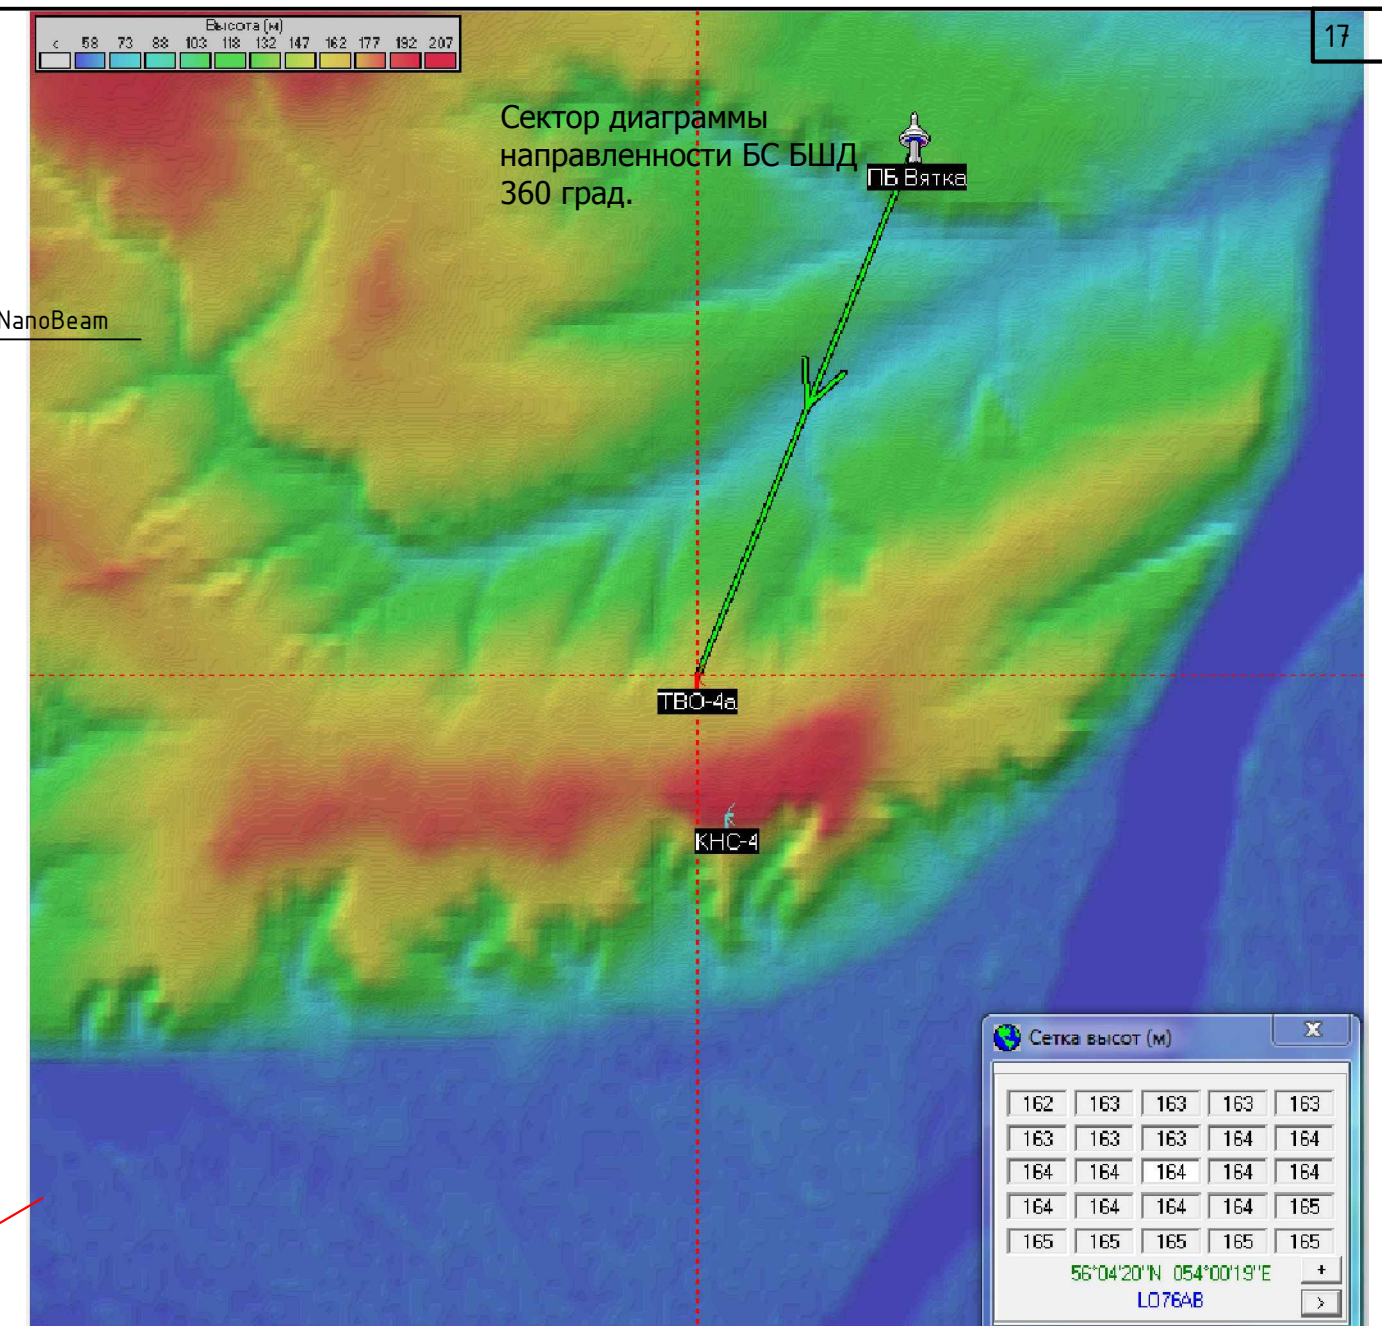 Высота (м)
< 58 73 88 103 118 132 147 162 177 192 207
17
Сектор диаграммы
направленности БС БШД
360 град.
ПБ Вятка
NanoBeam
ТВО-4а
КНС-4
Сетка высот (м)
X
162 163 163 163 163
163 163 163 164 164
164 164 164 164 164
164 164 164 164 165
165 165 165 165 165
56°04'20"N 054°00'19"E +
LO76AB >